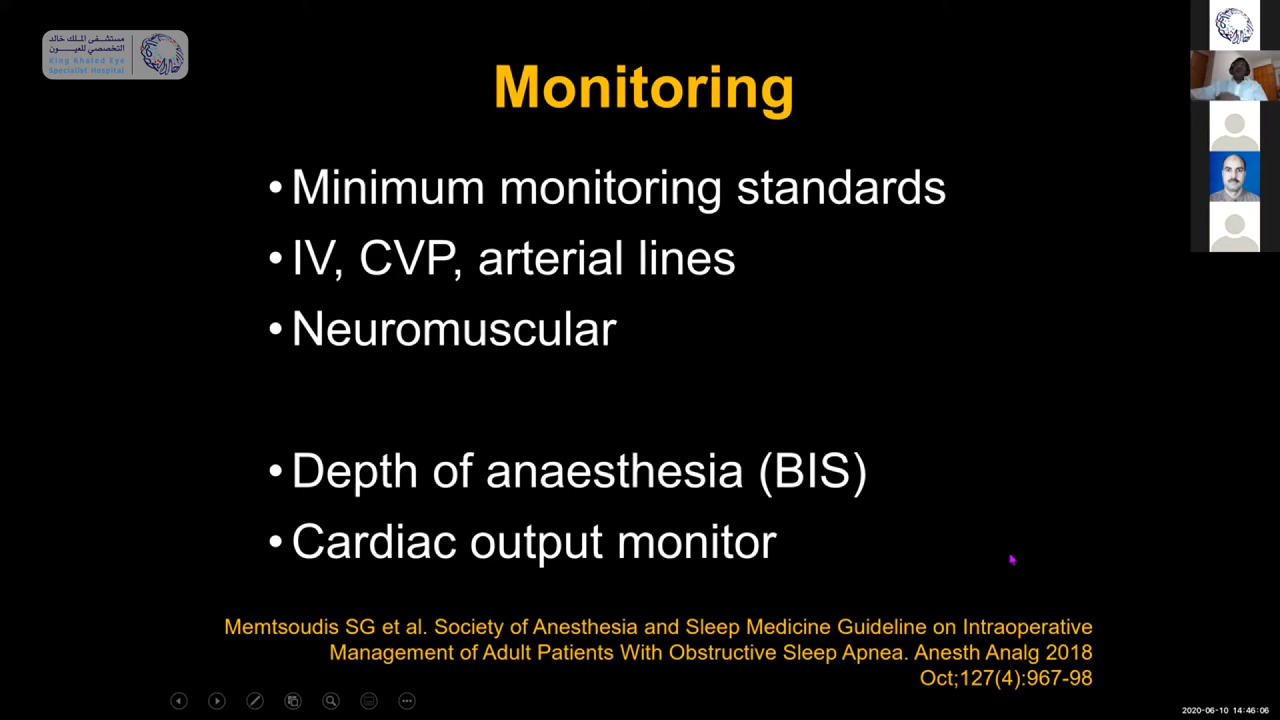 مستشفى الملك خالد
التخصصي للعيون
King Khaled Eye
Specialist Hospital
Monitoring
• Minimum monitoring standards
• IV, CVP, arterial lines
• Neuromuscular
• Depth of anaesthesia (BIS)
• Cardiac output monitor
Memtsoudis SG et al. Society of Anesthesia and Sleep Medicine Guideline on Intraoperative
Management of Adult Patients With Obstructive Sleep Apnea. Anesth Analg 2018
Oct;127(4):967-98
2020-06-10 14:46:06